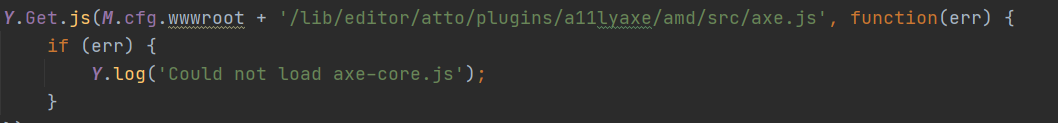 Y.Get.js(M.cfg.wwwroot + '/lib/editor/atto/plugins/a11lyaxe/amd/src/axe.js', function(err) {
if (err) {
Y.log('Could not load axe-core.js');
}